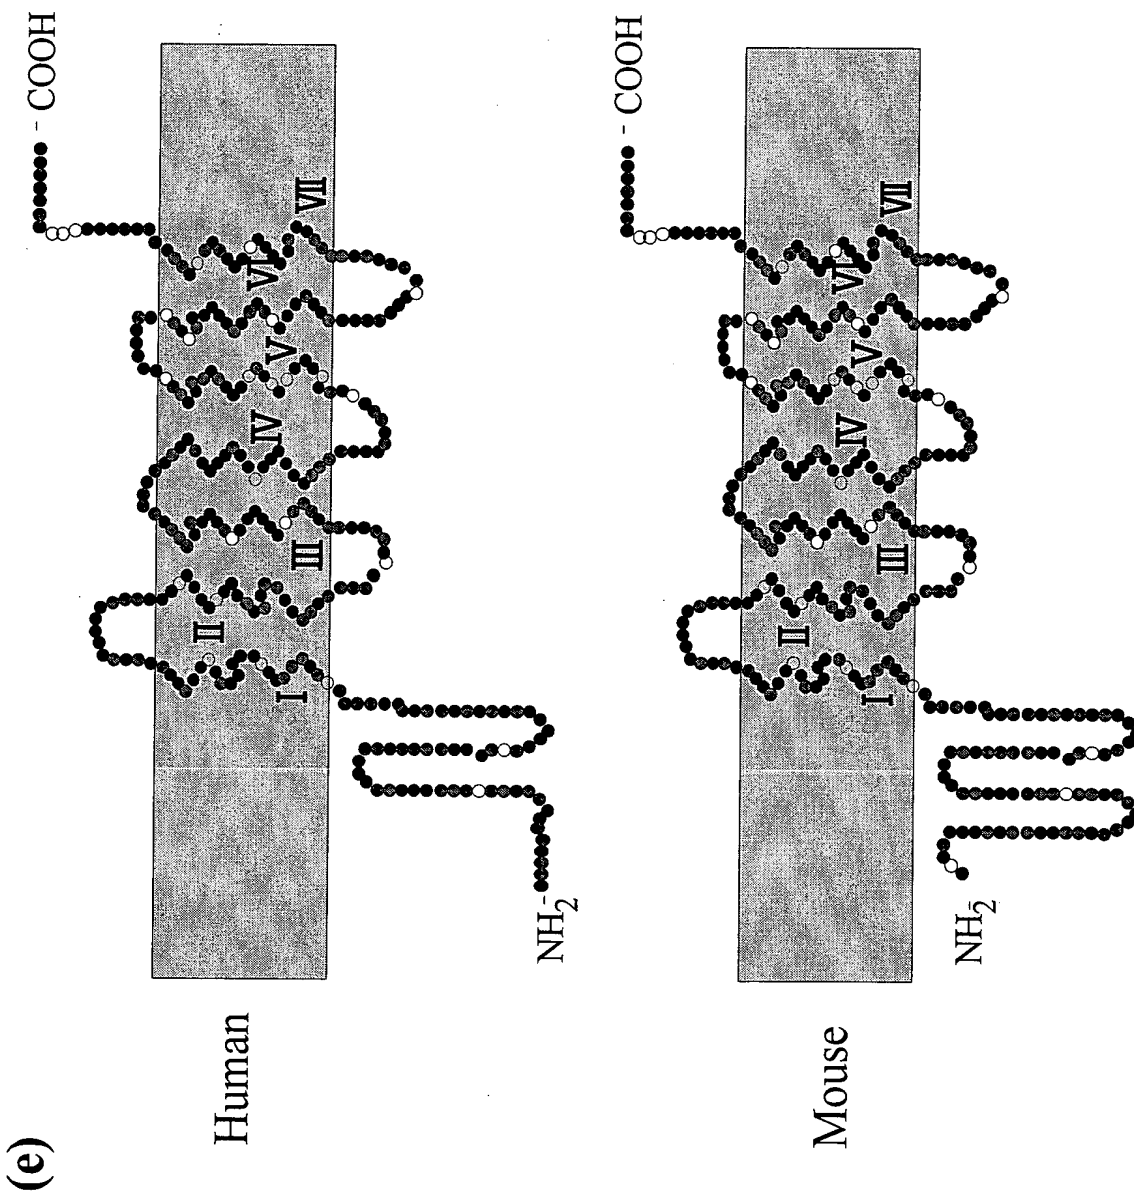 (e)
Human
NH2-
I
II
III
IV
V
VI
VII
- COOH
Mouse
NH2-
I
II
III
IV
V
VI
VII
- COOH